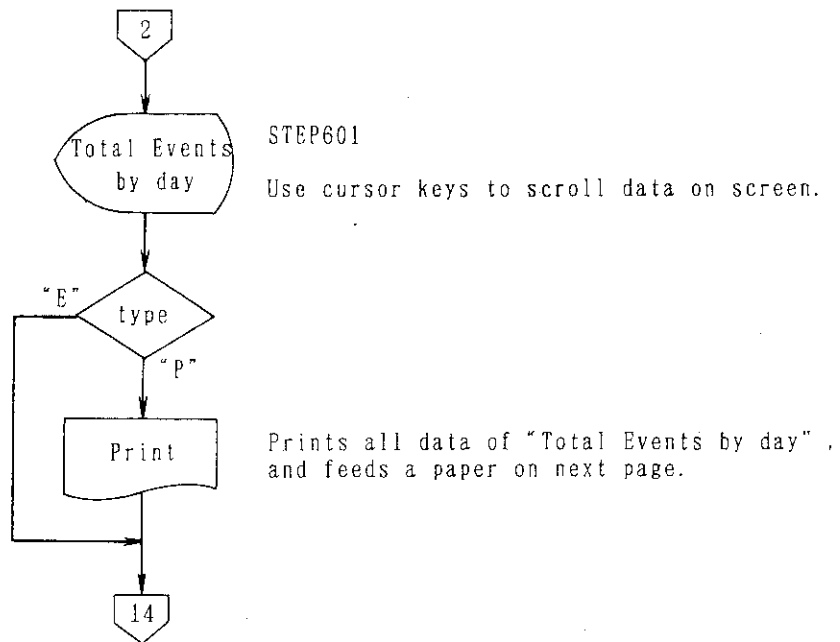 2
Total Events
by day
STEP601
Use cursor keys to scroll data on screen.
"E"
type
"P"
Print
Prints all data of "Total Events by day",
and feeds a paper on next page.
14